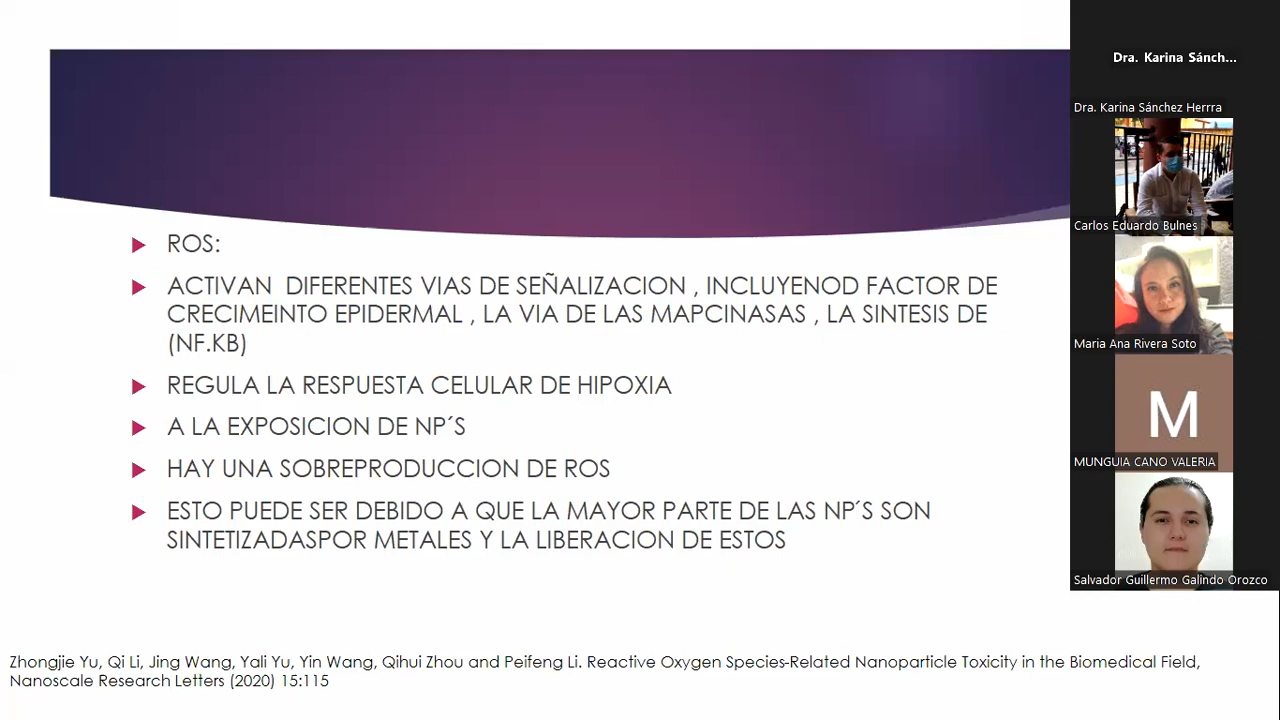 ROS:
ACTIVAN DIFERENTES VIAS DE SEÑALIZACION , INCLUYENOD FACTOR DE
CRECIMEINTO EPIDERMAL , LA VIA DE LAS MAPCINASAS , LA SINTESIS DE
(NF.KB)
REGULA LA RESPUESTA CELULAR DE HIPOXIA
A LA EXPOSICION DE NP´S
HAY UNA SOBREPRODUCCION DE ROS
ESTO PUEDE SER DEBIDO A QUE LA MAYOR PARTE DE LAS NP´S SON
SINTETIZADASPOR METALES Y LA LIBERACION DE ESTOS
Zhongjie Yu, Qi Li, Jing Wang, Yali Yu, Yin Wang, Qihui Zhou and Peifeng Li. Reactive Oxygen Species-Related Nanoparticle Toxicity in the Biomedical Field,
Nanoscale Research Letters (2020) 15:115
Dra. Karina Sánch...
Dra. Karina Sánchez Herrra
Carlos Eduardo Bulnes
Maria Ana Rivera Soto
M
MUNGUIA CANO VALERIA
Salvador Guillermo Galindo Orozco